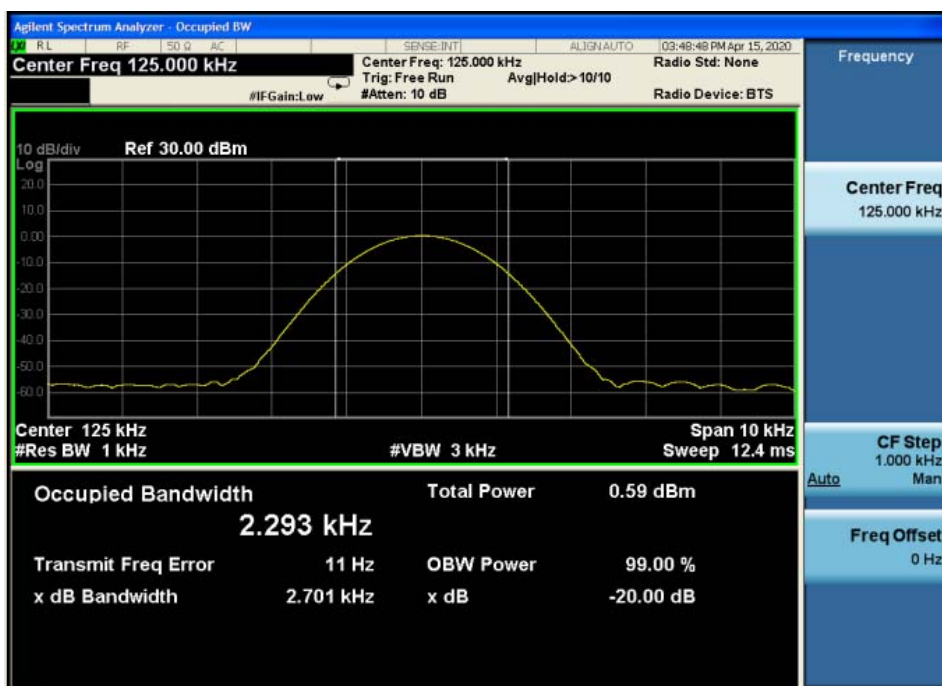 Agilent Spectrum Analyzer - Occupied BW
RL RF 50 Ω AC SENSE:INT ALIGN AUTO 03:48:48 PM Apr 15, 2020
Center Freq 125.000 kHz
Center Freq: 125.000 kHz
Radio Std: None
Trig: Free Run Avg|Hold:> 10/10
#IFGain:Low
#Atten: 10 dB
Radio Device: BTS
10 dB/div Ref 30.00 dBm
Log
20.0
10.0
0.00
-10.0
-20.0
-30.0
-40.0
-50.0
-60.0
Center 125 kHz Span 10 kHz
#Res BW 1 kHz #VBW 3 kHz Sweep 12.4 ms
Occupied Bandwidth Total Power 0.59 dBm
2.293 kHz
Transmit Freq Error 11 Hz OBW Power 99.00 %
x dB Bandwidth 2.701 kHz x dB -20.00 dB
Frequency
Center Freq
125.000 kHz
CF Step
1.000 kHz
Auto Man
Freq Offset
0 Hz